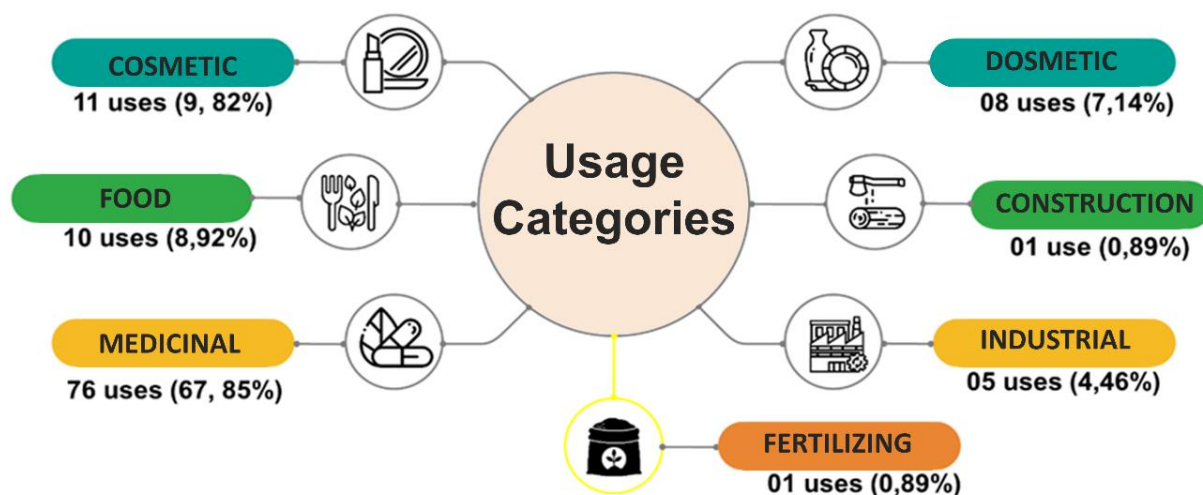 COSMETIC
11 uses (9, 82%)
FOOD
10 uses (8,92%)
MEDICINAL
76 uses (67, 85%)
Usage
Categories
DOSMETIC
08 uses (7,14%)
CONSTRUCTION
01 use (0,89%)
INDUSTRIAL
05 uses (4,46%)
FERTILIZING
01 uses (0,89%)